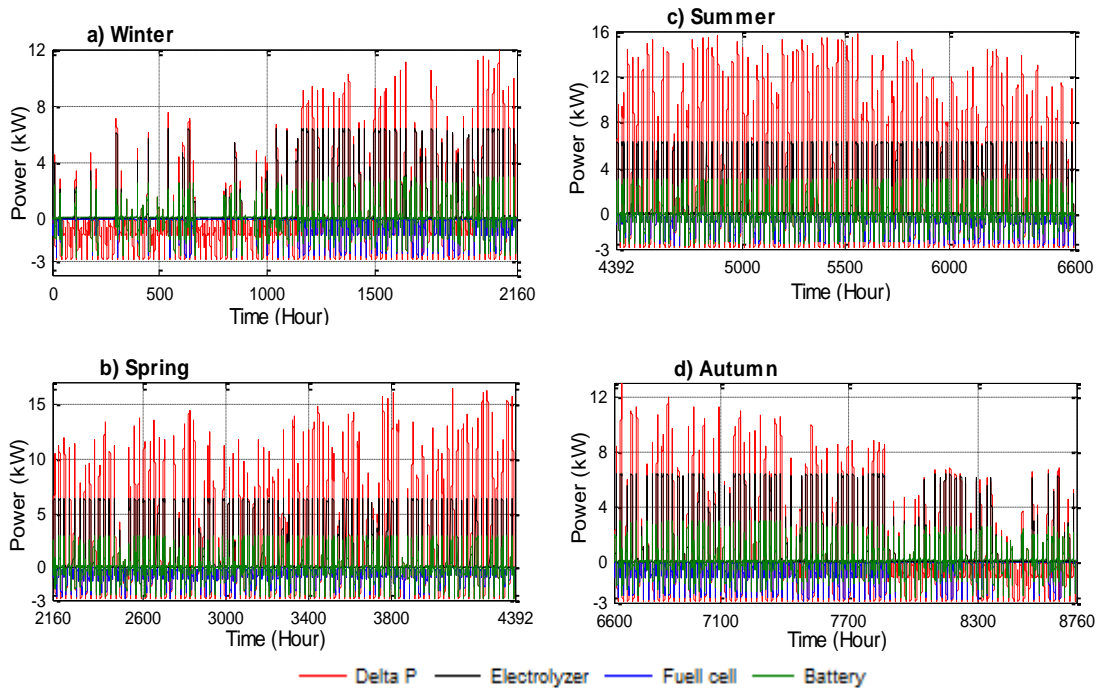 a) Winter
12
8
4
0
-3
Power (kW)
0 500 1000 1500 2160
Time (Hour)
c) Summer
16
12
8
4
0
-3
Power (kW)
4392 5000 5500 6000 6600
Time (Hour)
b) Spring
15
10
5
0
-3
Power (kW)
2160 2600 3000 3400 3800 4392
Time (Hour)
d) Autumn
12
8
4
0
-3
Power (kW)
6600 7100 7700 8300 8760
Time (Hour)
Delta P Electrolyzer Fuell cell Battery